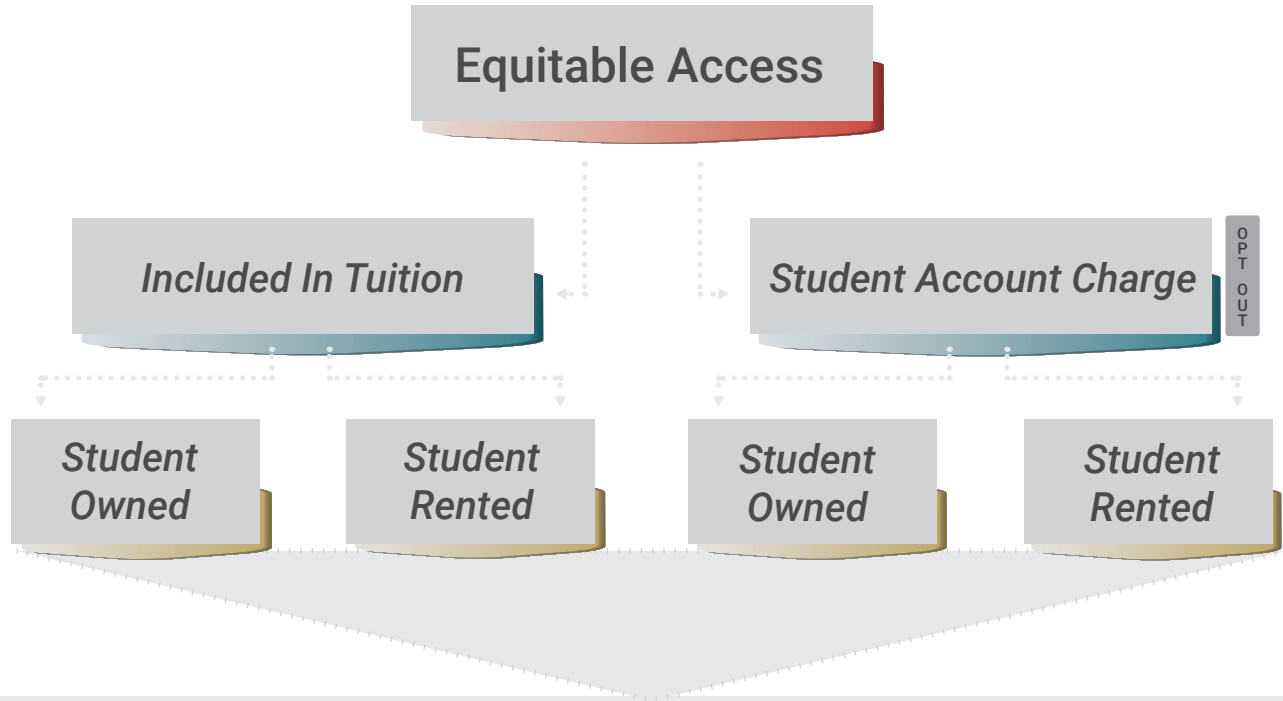 Equitable Access
Included In Tuition
Student Account Charge
OPT OUT
Student
Owned
Student
Rented
Student
Owned
Student
Rented